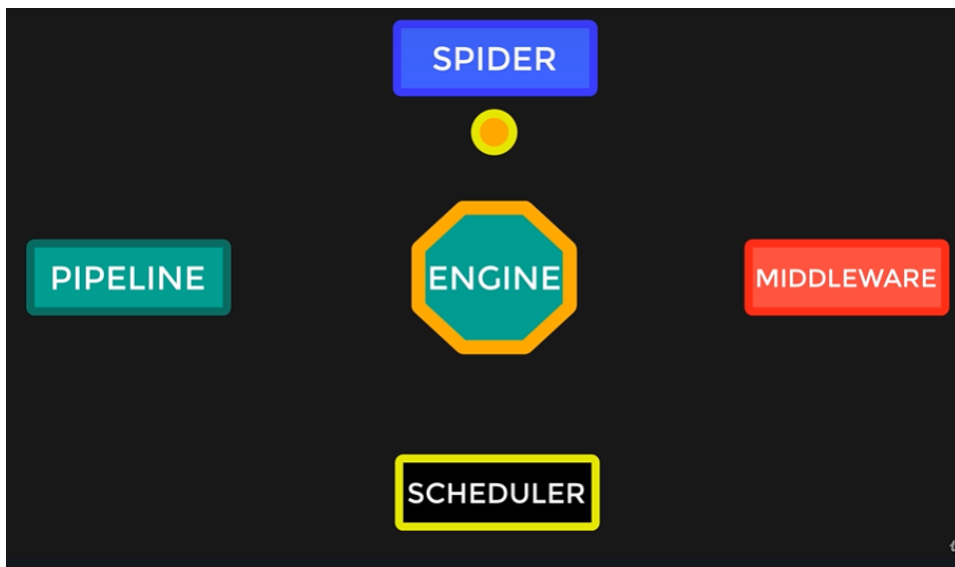 SPIDER
PIPELINE
ENGINE
MIDDLEWARE
SCHEDULER